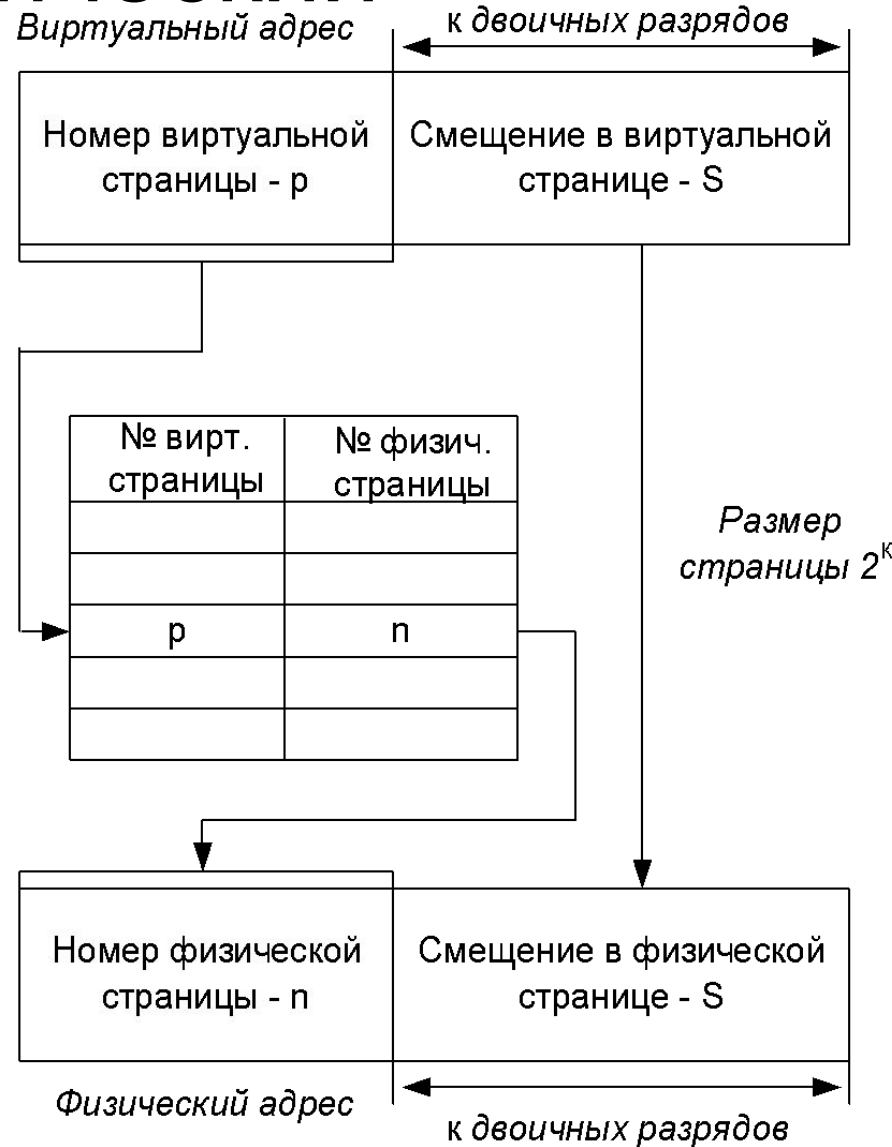 Виртуальный адрес
к двоичных разрядов
Номер виртуальной
страницы - p
Смещение в виртуальной
странице - S
№ вирт.
страницы
№ физич.
страницы
p
n
Размер
страницы 2^к
Номер физической
страницы - n
Смещение в физической
странице - S
Физический адрес
к двоичных разрядов